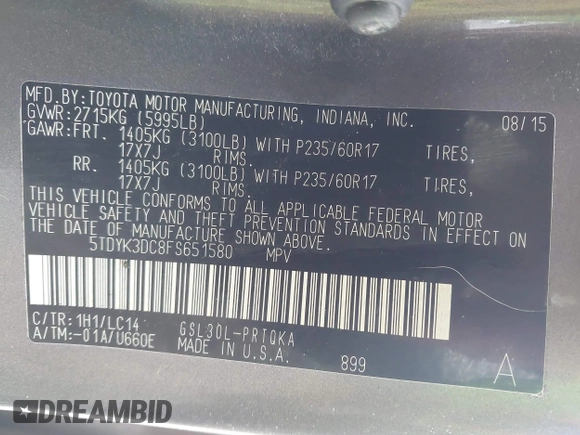 MFD.BY:TOYOTA MOTOR MANUFACTURING, INDIANA, INC. 08/15
GVWR:2715KG (5995LB)
GAWR:FRT. 1405KG (3100LB) WITH P235/60R17 TIRES,
17X7J RIMS.
RR. 1405KG (3100LB) WITH P235/60R17 TIRES,
17X7J RIMS.
THIS VEHICLE CONFORMS TO ALL APPLICABLE FEDERAL MOTOR
VEHICLE SAFETY AND THEFT PREVENTION STANDARDS IN EFFECT ON
THE DATE OF MANUFACTURE SHOWN ABOVE.
5TDYK3DC8FS651580 MPV
C/TR:1H1/LC14 GSL30L-PRTQKA
A/TM:-01A/U660E MADE IN U.S.A. 899 A
DREAMBID